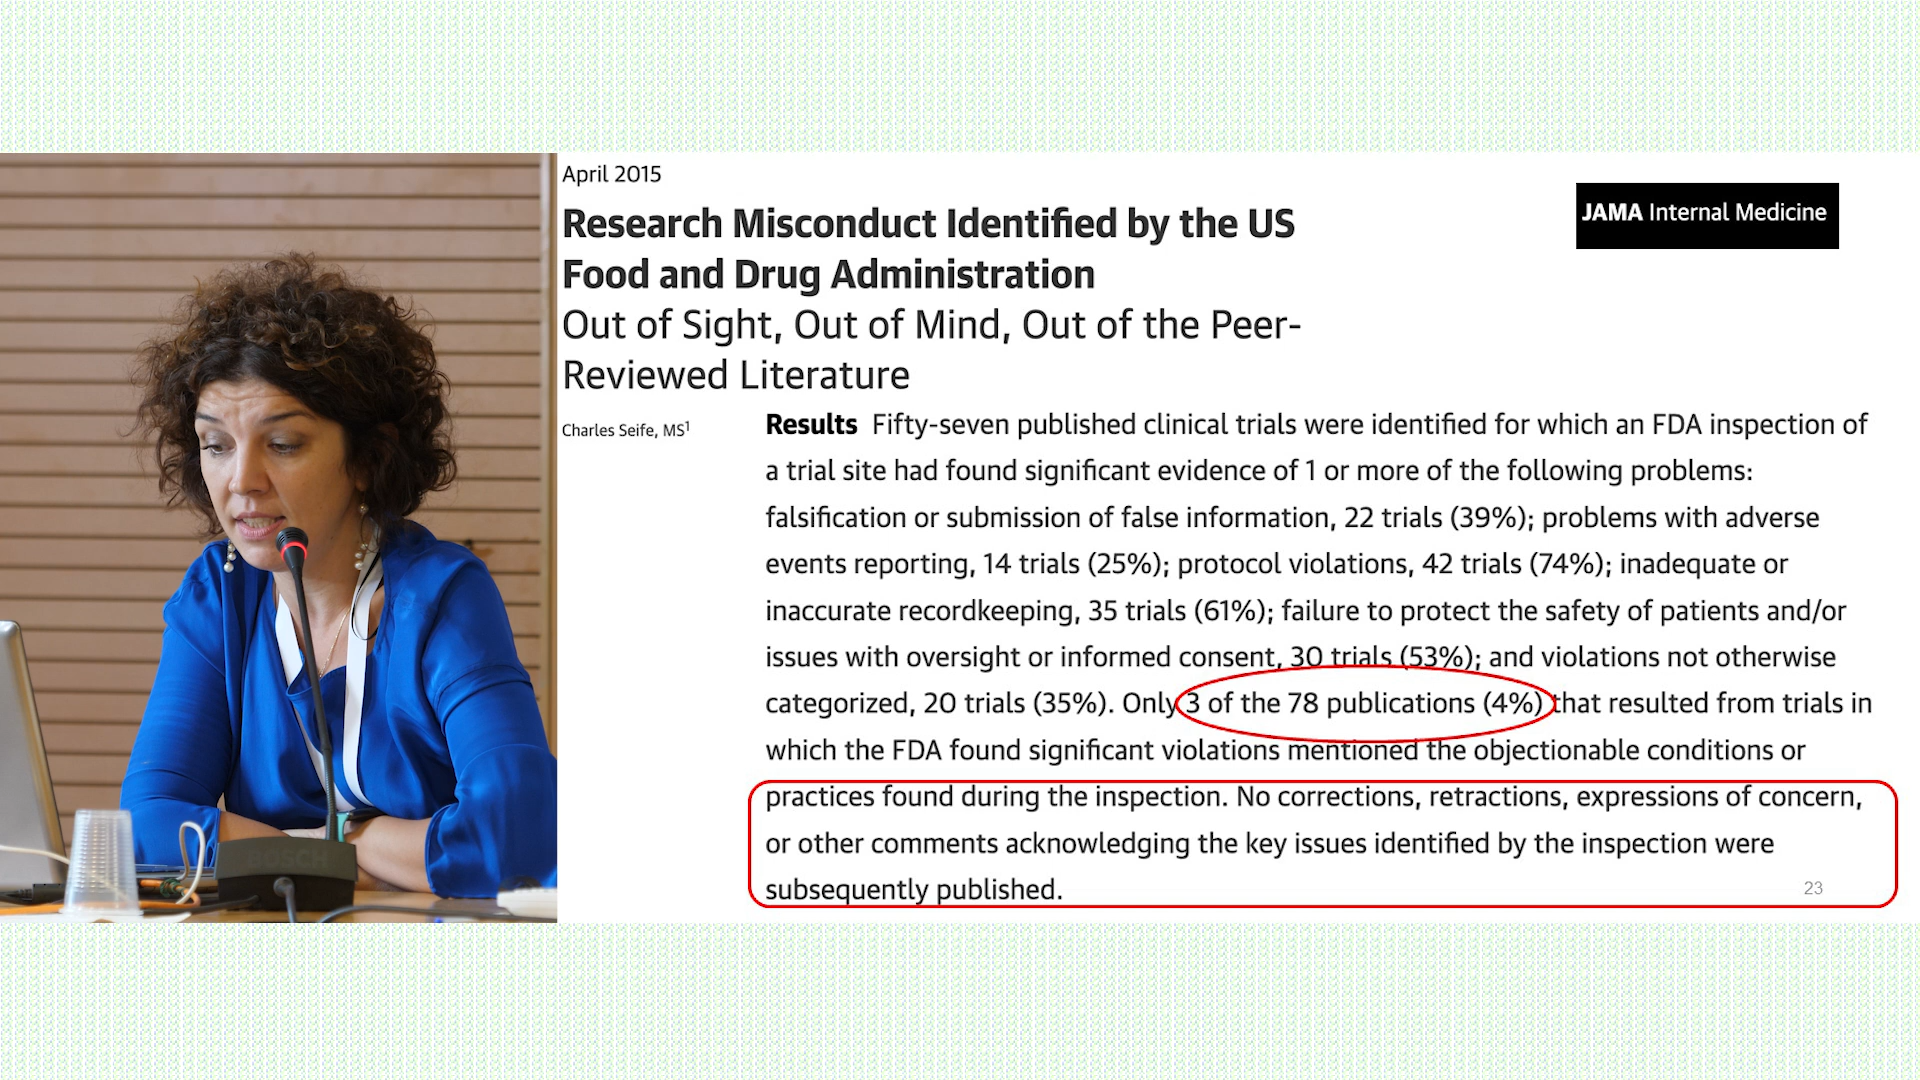 April 2015
JAMA Internal Medicine
Research Misconduct Identified by the US
Food and Drug Administration
Out of Sight, Out of Mind, Out of the Peer-
Reviewed Literature
Charles Seife, MS1
Results Fifty-seven published clinical trials were identified for which an FDA inspection of
a trial site had found significant evidence of 1 or more of the following problems:
falsification or submission of false information, 22 trials (39%); problems with adverse
events reporting, 14 trials (25%); protocol violations, 42 trials (74%); inadequate or
inaccurate recordkeeping, 35 trials (61%); failure to protect the safety of patients and/or
issues with oversight or informed consent, 30 trials (53%); and violations not otherwise
categorized, 20 trials (35%). Only 3 of the 78 publications (4%) that resulted from trials in
which the FDA found significant violations mentioned the objectionable conditions or
practices found during the inspection. No corrections, retractions, expressions of concern,
or other comments acknowledging the key issues identified by the inspection were
subsequently published.
23
BOSCH